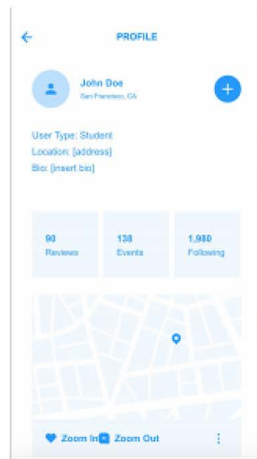 PROFILE
John Doe
San Francisco, CA
User Type: Student
Location: [address]
Bio: [insert bio]
90
Reviews
138
Events
1,980
Following
Zoom In
Zoom Out